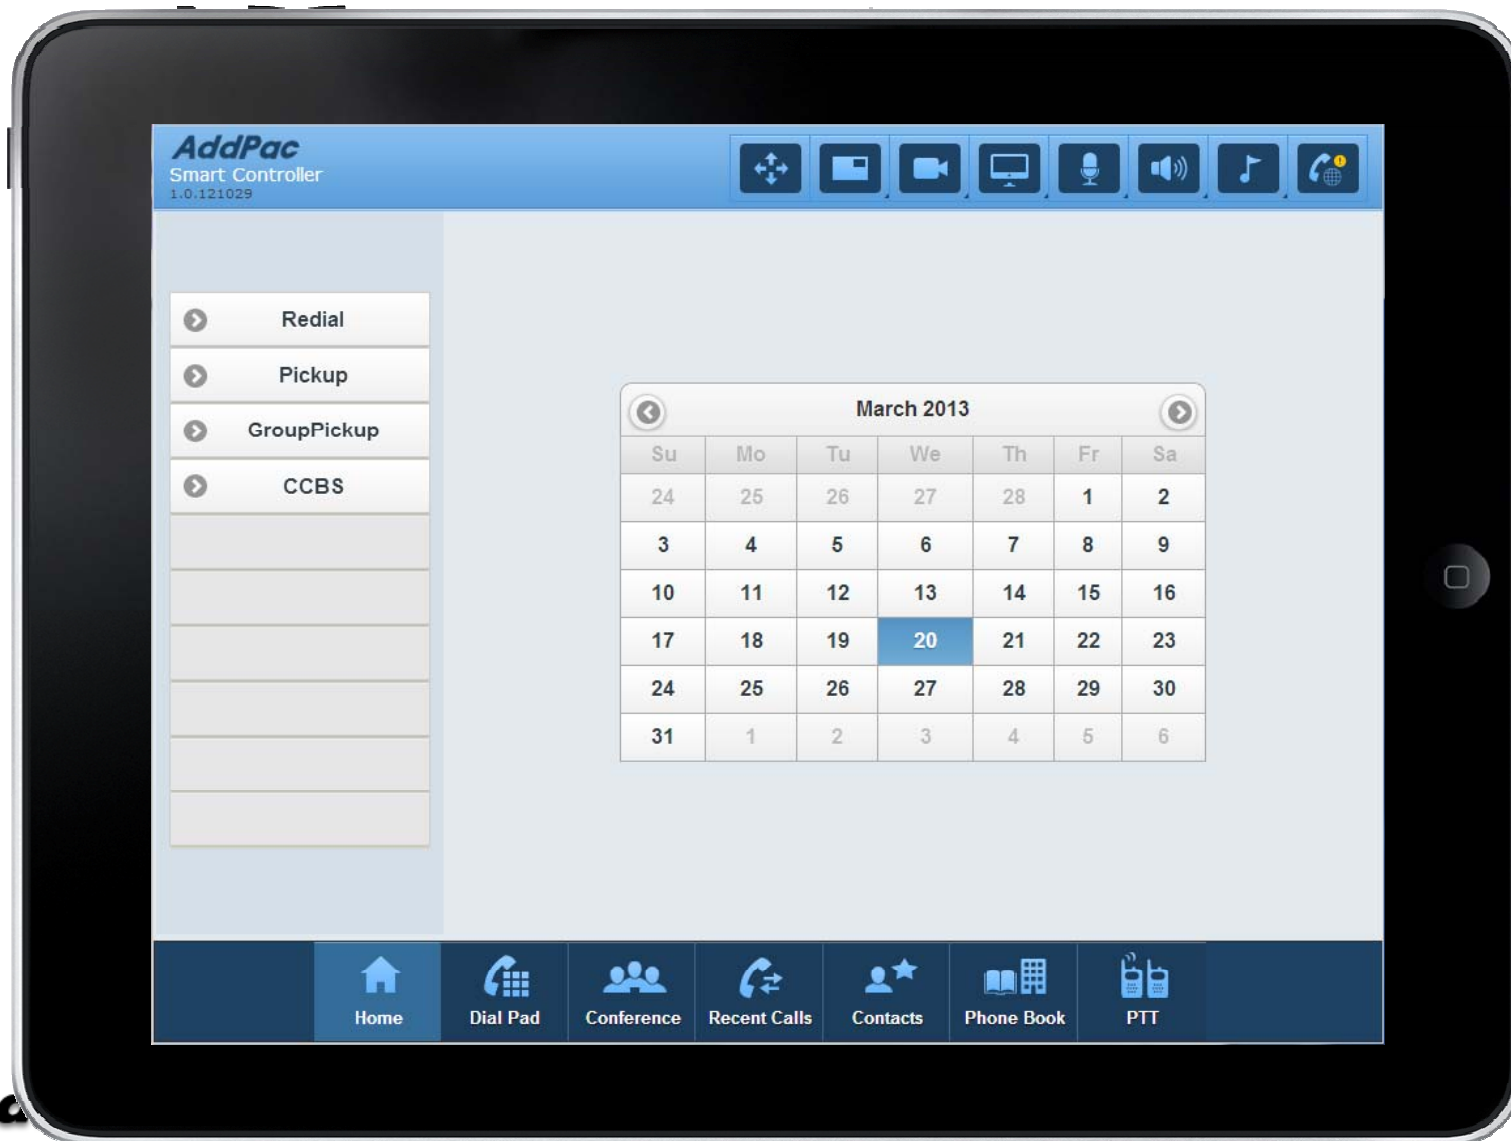 AddPac
Smart Controller
1.0.121029
Redial
Pickup
GroupPickup
CCBS
March 2013
Su Mo Tu We Th Fr Sa
24 25 26 27 28 1 2
3 4 5 6 7 8 9
10 11 12 13 14 15 16
17 18 19 20 21 22 23
24 25 26 27 28 29 30
31 1 2 3 4 5 6
Home Dial Pad Conference Recent Calls Contacts Phone Book PTT